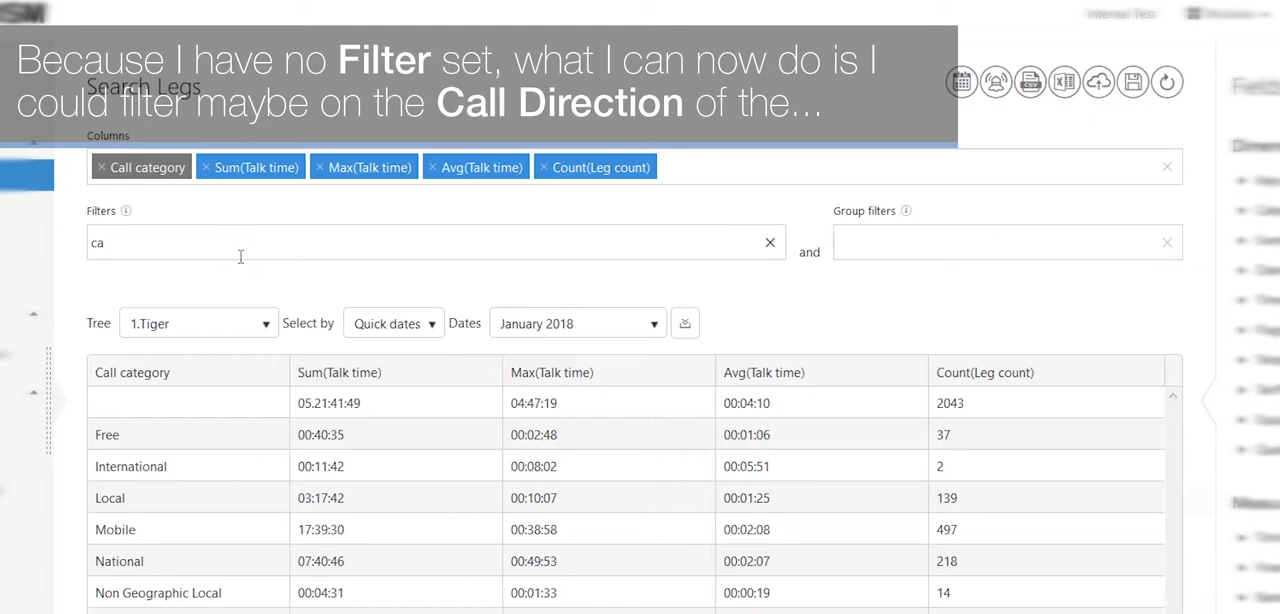 Because I have no Filter set, what I can now do is I
could filter maybe on the Call Direction of the...
Internal Test
Search Legs
Columns
× Call category × Sum(Talk time) × Max(Talk time) × Avg(Talk time) × Count(Leg count)
Filters
Group filters
ca
and
Tree 1.Tiger Select by Quick dates Dates January 2018
Call category Sum(Talk time) Max(Talk time) Avg(Talk time) Count(Leg count)
05.21:41:49 04:47:19 00:04:10 2043
Free 00:40:35 00:02:48 00:01:06 37
International 00:11:42 00:08:02 00:05:51 2
Local 03:17:42 00:10:07 00:01:25 139
Mobile 17:39:30 00:38:58 00:02:08 497
National 07:40:46 00:49:53 00:02:07 218
Non Geographic Local 00:04:31 00:01:33 00:00:19 14